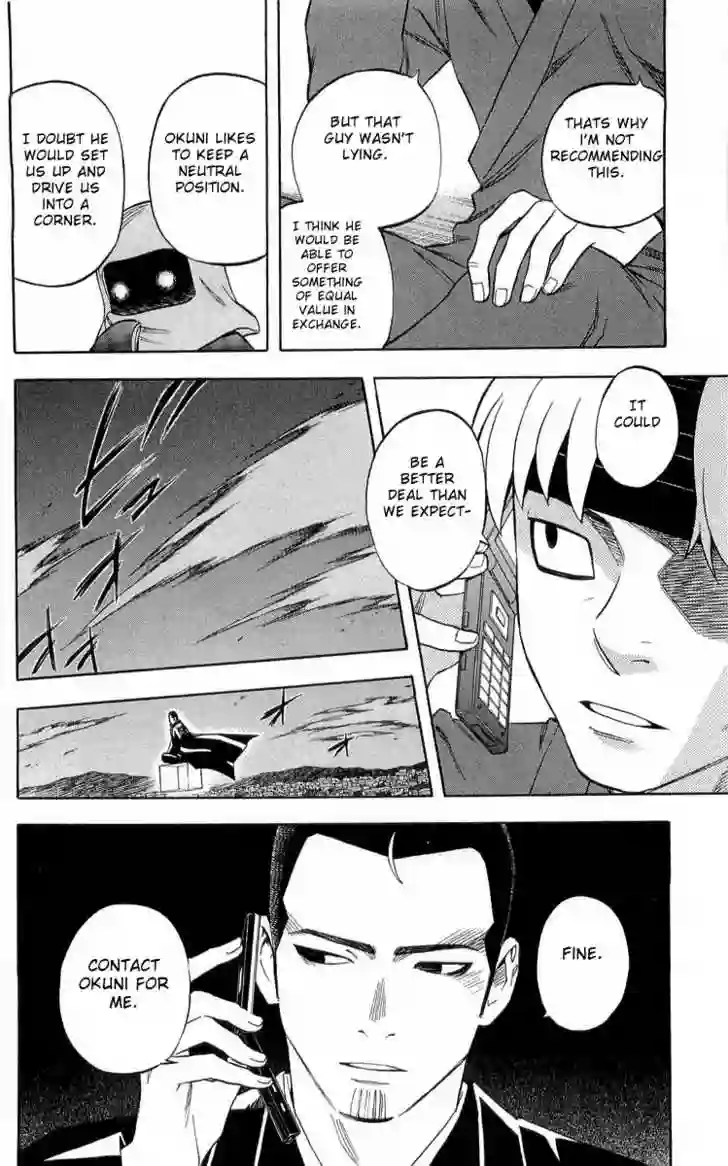 THATS WHY
I'M NOT
RECOMMENDING
THIS.
BUT THAT
GUY WASN'T
LYING.
I THINK HE
WOULD BE
ABLE TO
OFFER
SOMETHING
OF EQUAL
VALUE IN
EXCHANGE.
OKUNI LIKES
TO KEEP A
NEUTRAL
POSITION.
I DOUBT HE
WOULD SET
US UP AND
DRIVE US
INTO A
CORNER.
IT
COULD
BE A
BETTER
DEAL THAN
WE EXPECT-
FINE.
CONTACT
OKUNI FOR
ME.